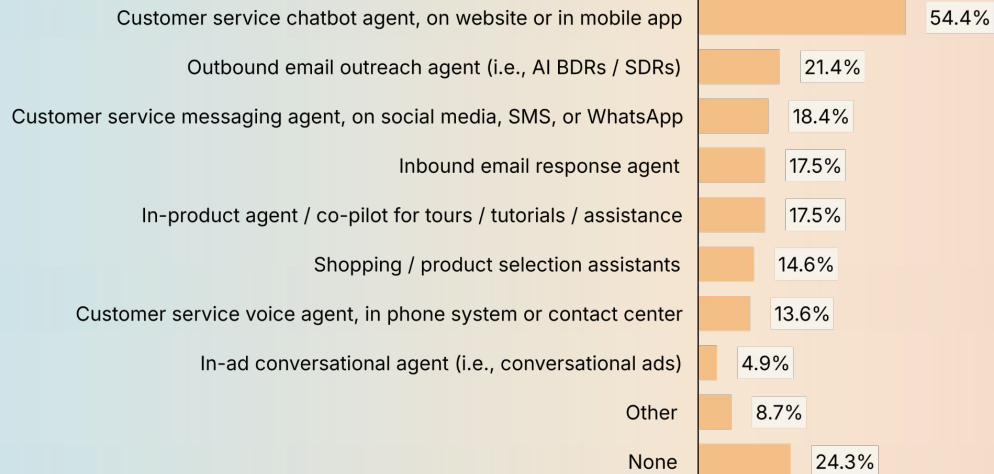 Customer service chatbot agent, on website or in mobile app 54.4%
Outbound email outreach agent (i.e., AI BDRs / SDRs) 21.4%
Customer service messaging agent, on social media, SMS, or WhatsApp 18.4%
Inbound email response agent 17.5%
In-product agent / co-pilot for tours / tutorials / assistance 17.5%
Shopping / product selection assistants 14.6%
Customer service voice agent, in phone system or contact center 13.6%
In-ad conversational agent (i.e., conversational ads) 4.9%
Other 8.7%
None 24.3%